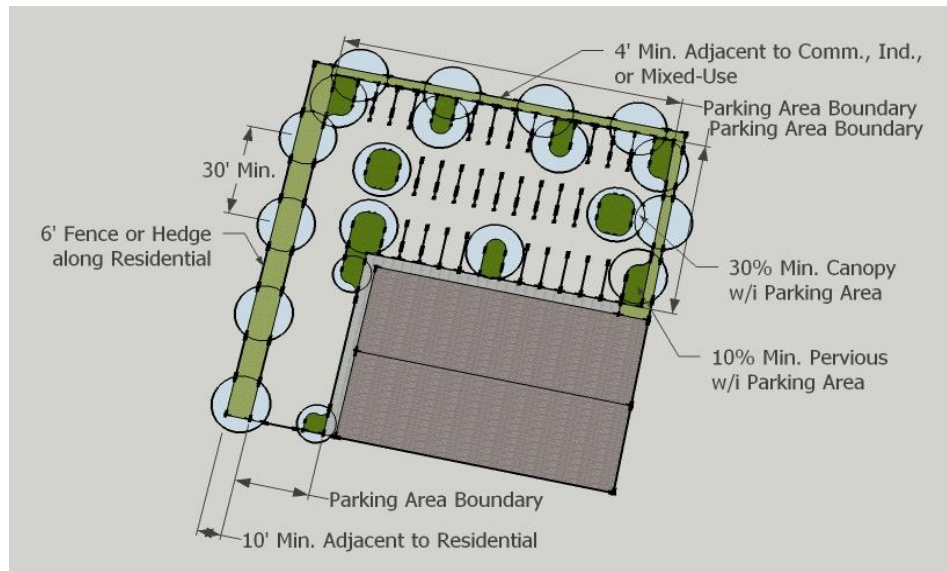 4' Min. Adjacent to Comm., Ind.,
or Mixed-Use
Parking Area Boundary
Parking Area Boundary
30' Min.
6' Fence or Hedge
along Residential
30% Min. Canopy
w/i Parking Area
10% Min. Pervious
w/i Parking Area
Parking Area Boundary
10' Min. Adjacent to Residential